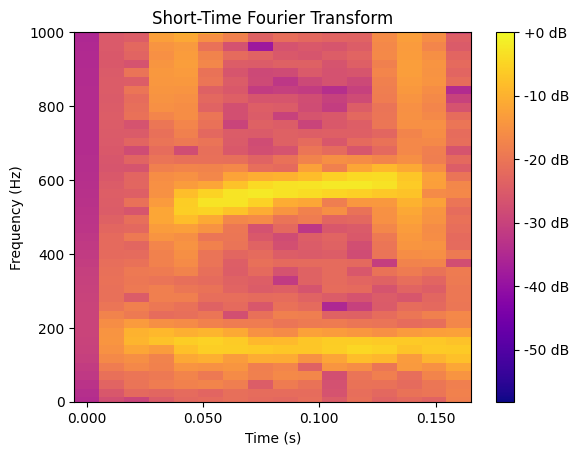 Short-Time Fourier Transform
1000
800
600
400
200
0
Frequency (Hz)
0.000
0.050
0.100
0.150
Time (s)
+0 dB
-10 dB
-20 dB
-30 dB
-40 dB
-50 dB